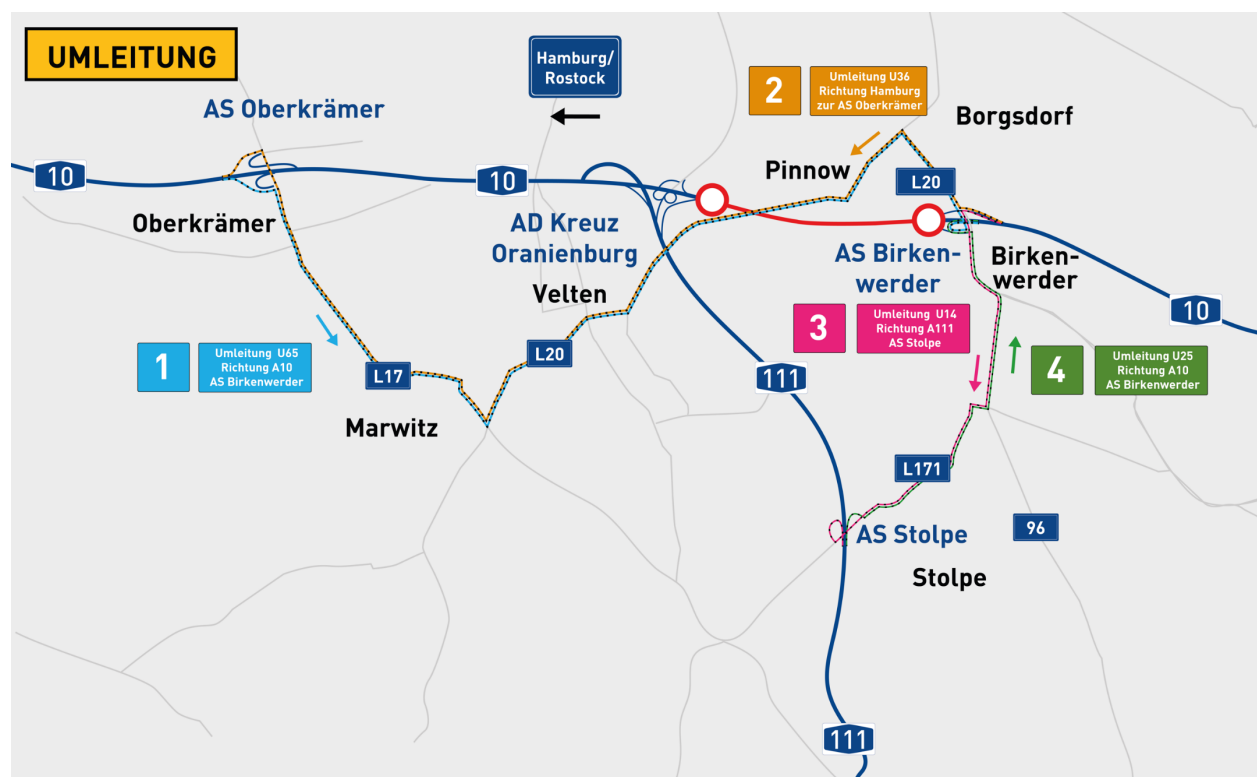 UMLEITUNG
Hamburg/
Rostock
2
Umleitung U36
Richtung Hamburg
zur AS Oberkrämer
AS Oberkrämer
Borgsdorf
Pinnow
10
10
L20
Oberkrämer
AD Kreuz
Oranienburg
AS Birken-
werder
Birken-
werder
Velten
10
3
Umleitung U14
Richtung A111
AS Stolpe
1
Umleitung U65
Richtung A10
AS Birkenwerder
L20
L17
111
4
Umleitung U25
Richtung A10
AS Birkenwerder
Marwitz
L171
AS Stolpe
96
Stolpe
111